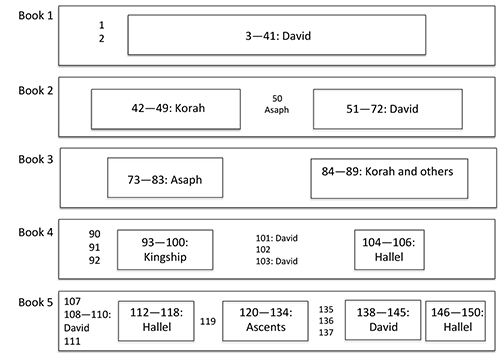 Book 1
1
2
3—41: David
Book 2
42—49: Korah
50
Asaph
51—72: David
Book 3
73—83: Asaph
84—89: Korah and others
Book 4
90
91
92
93—100:
Kingship
101: David
102
103: David
104—106:
Hallel
Book 5
107
108—110:
David
111
112—118:
Hallel
119
120—134:
Ascents
135
136
137
138—145:
David
146—150:
Hallel